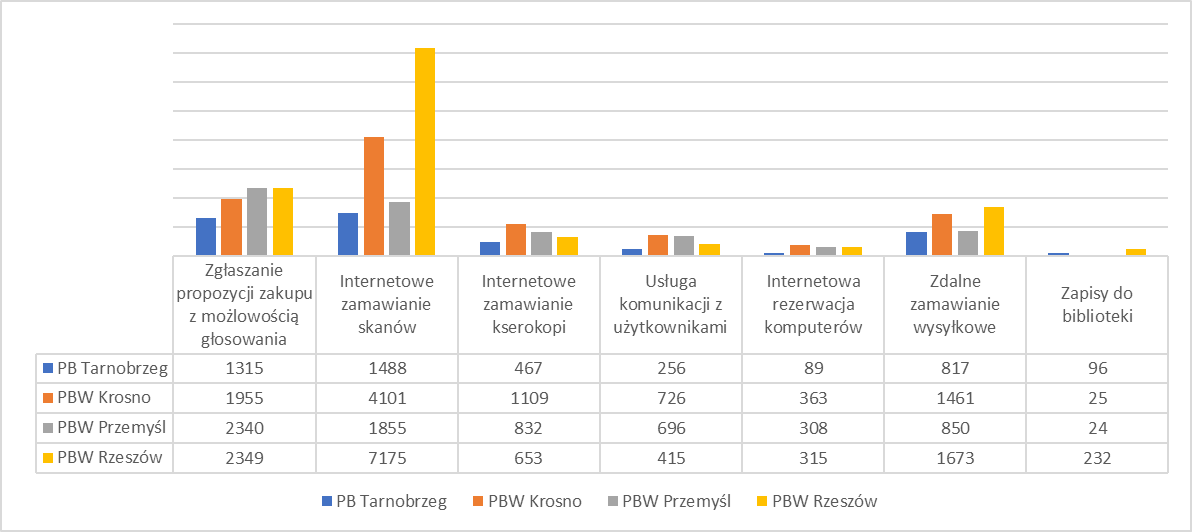 Zgłaszanie
propozycji zakupu
z możlowością
głosowania
Internetowe
zamawianie
skanów
Internetowe
zamawianie
kserokopi
Usługa
komunikacji z
użytkownikami
Internetowa
rezerwacja
komputerów
Zdalne
zamawianie
wysyłkowe
Zapisy do
biblioteki
PB Tarnobrzeg 1315 1488 467 256 89 817 96
PBW Krosno 1955 4101 1109 726 363 1461 25
PBW Przemyśl 2340 1855 832 696 308 850 24
PBW Rzeszów 2349 7175 653 415 315 1673 232
PB Tarnobrzeg PBW Krosno PBW Przemyśl PBW Rzeszów